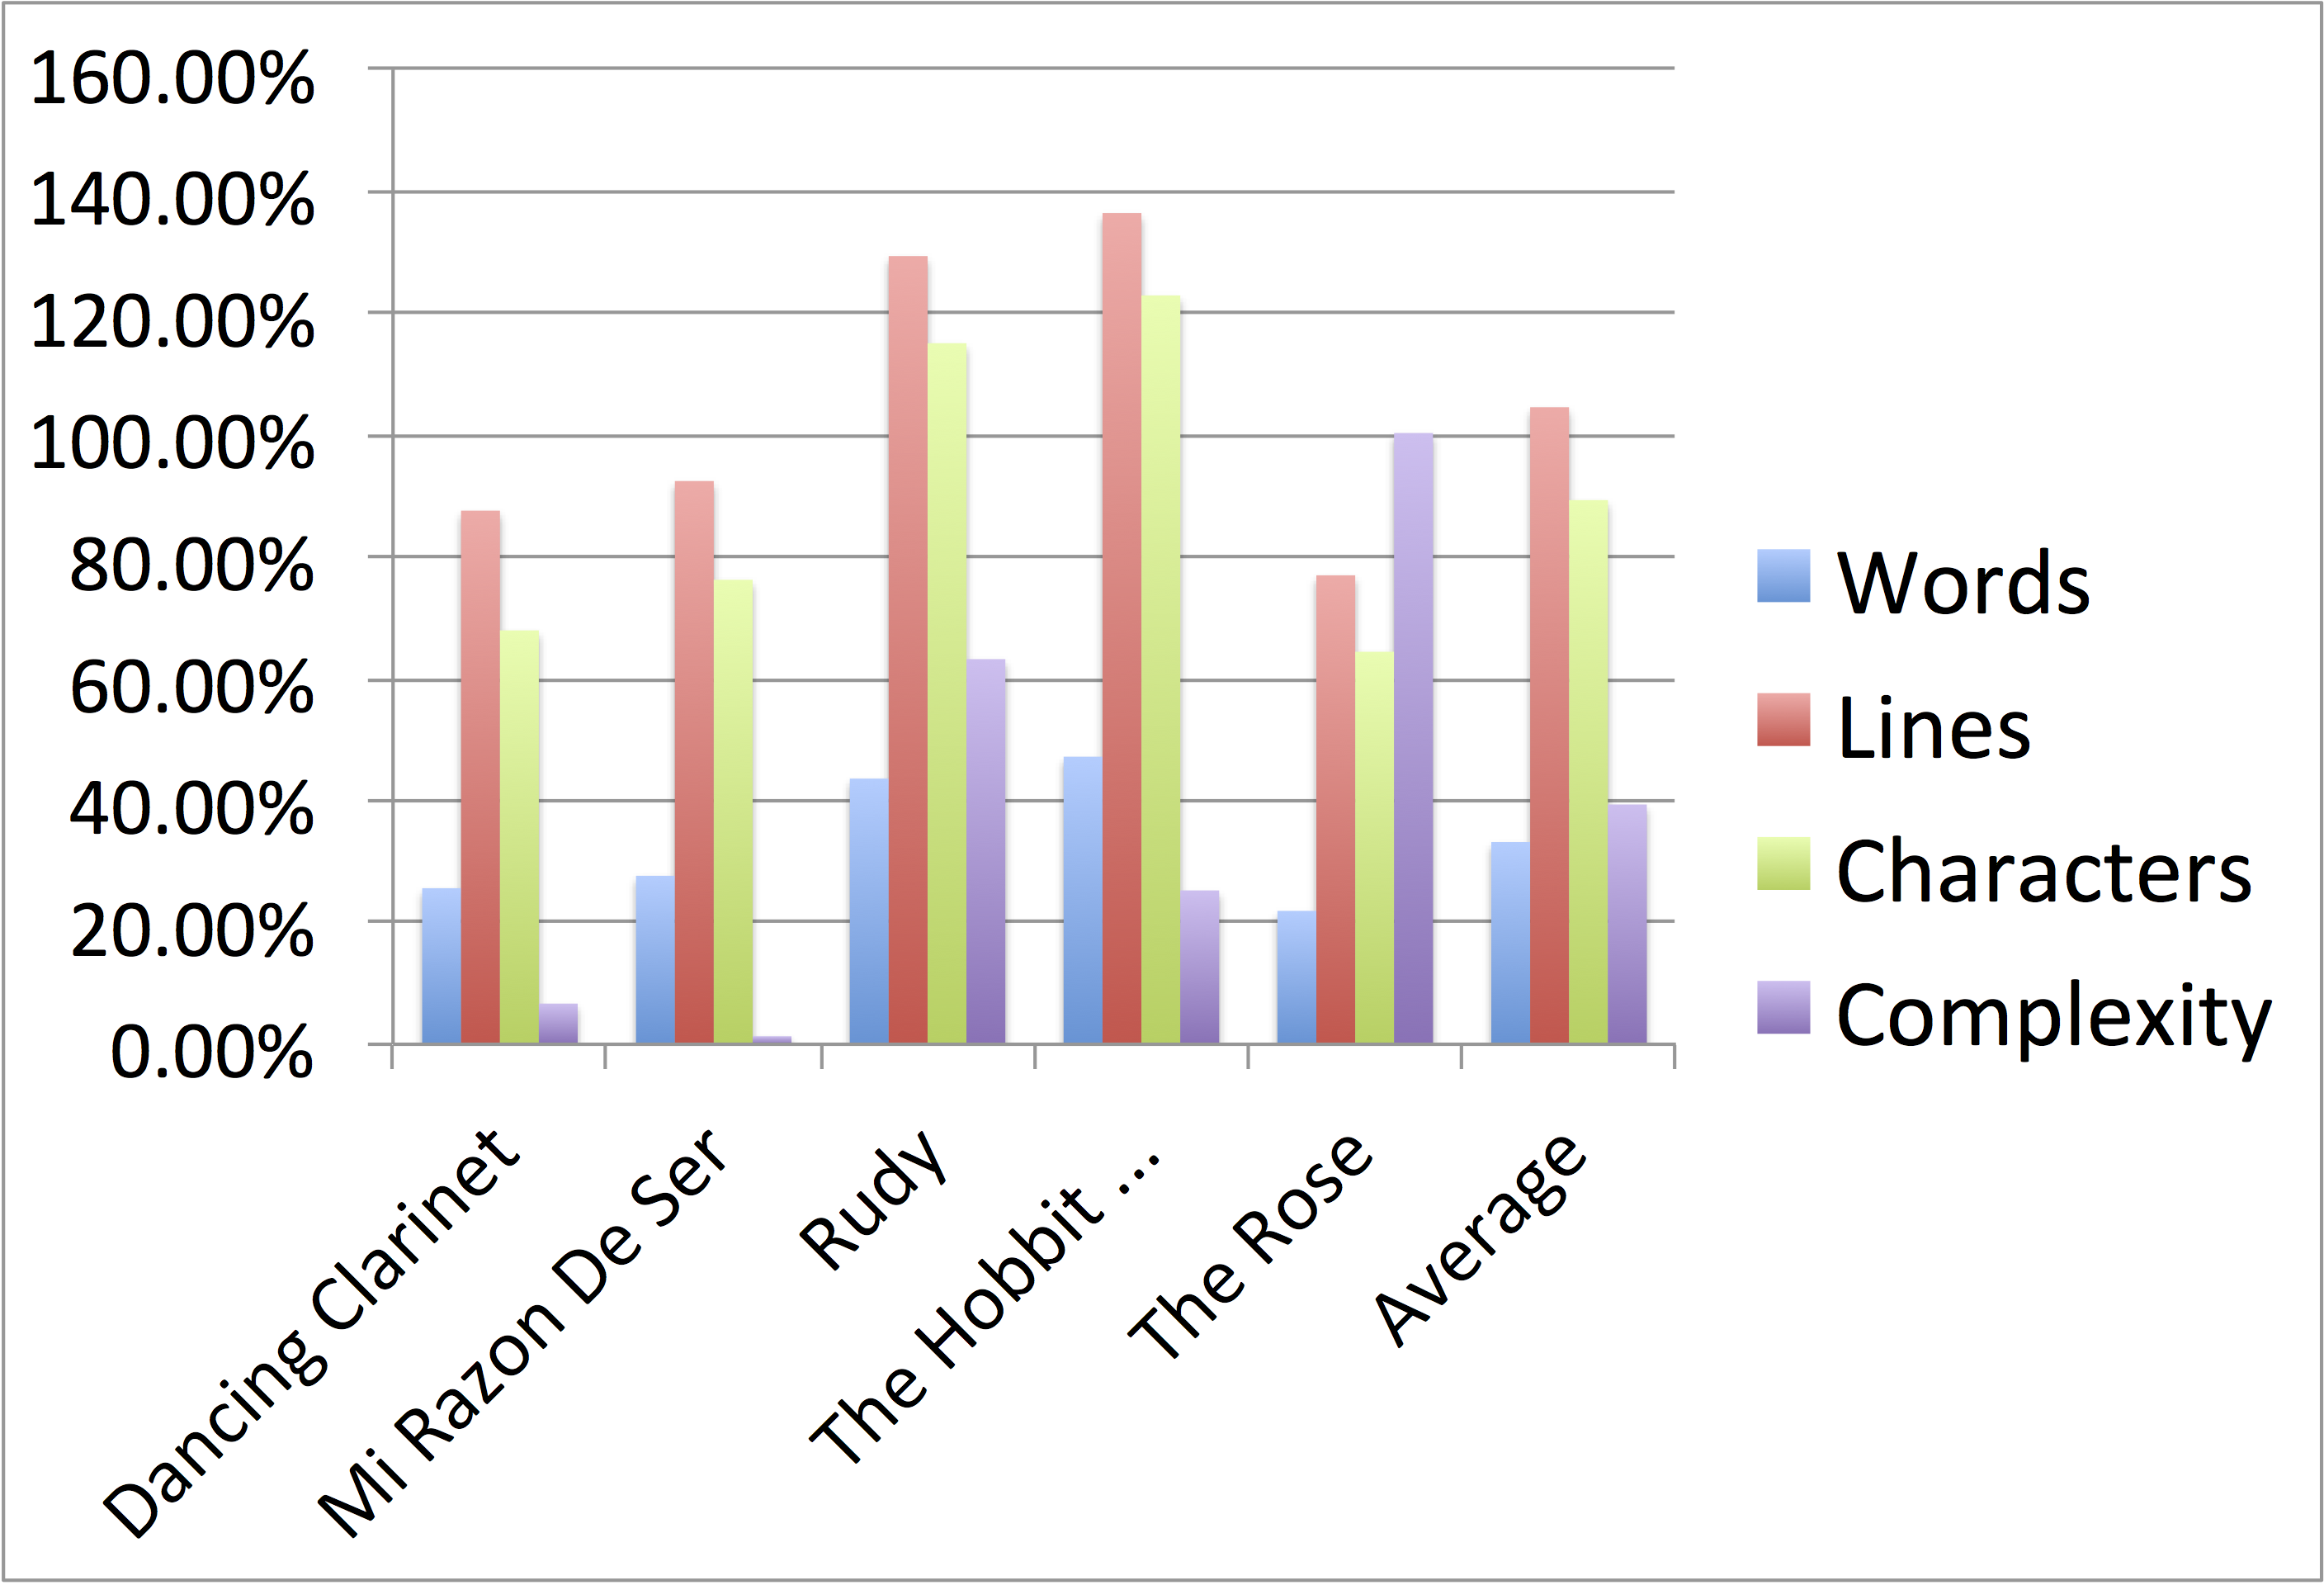 160.00%
140.00%
120.00%
100.00%
80.00%
60.00%
40.00%
20.00%
0.00%
Dancing Clarinet
Mi Razon De Ser
Rudy
The Hobbit ...
The Rose
Average
Words
Lines
Characters
Complexity